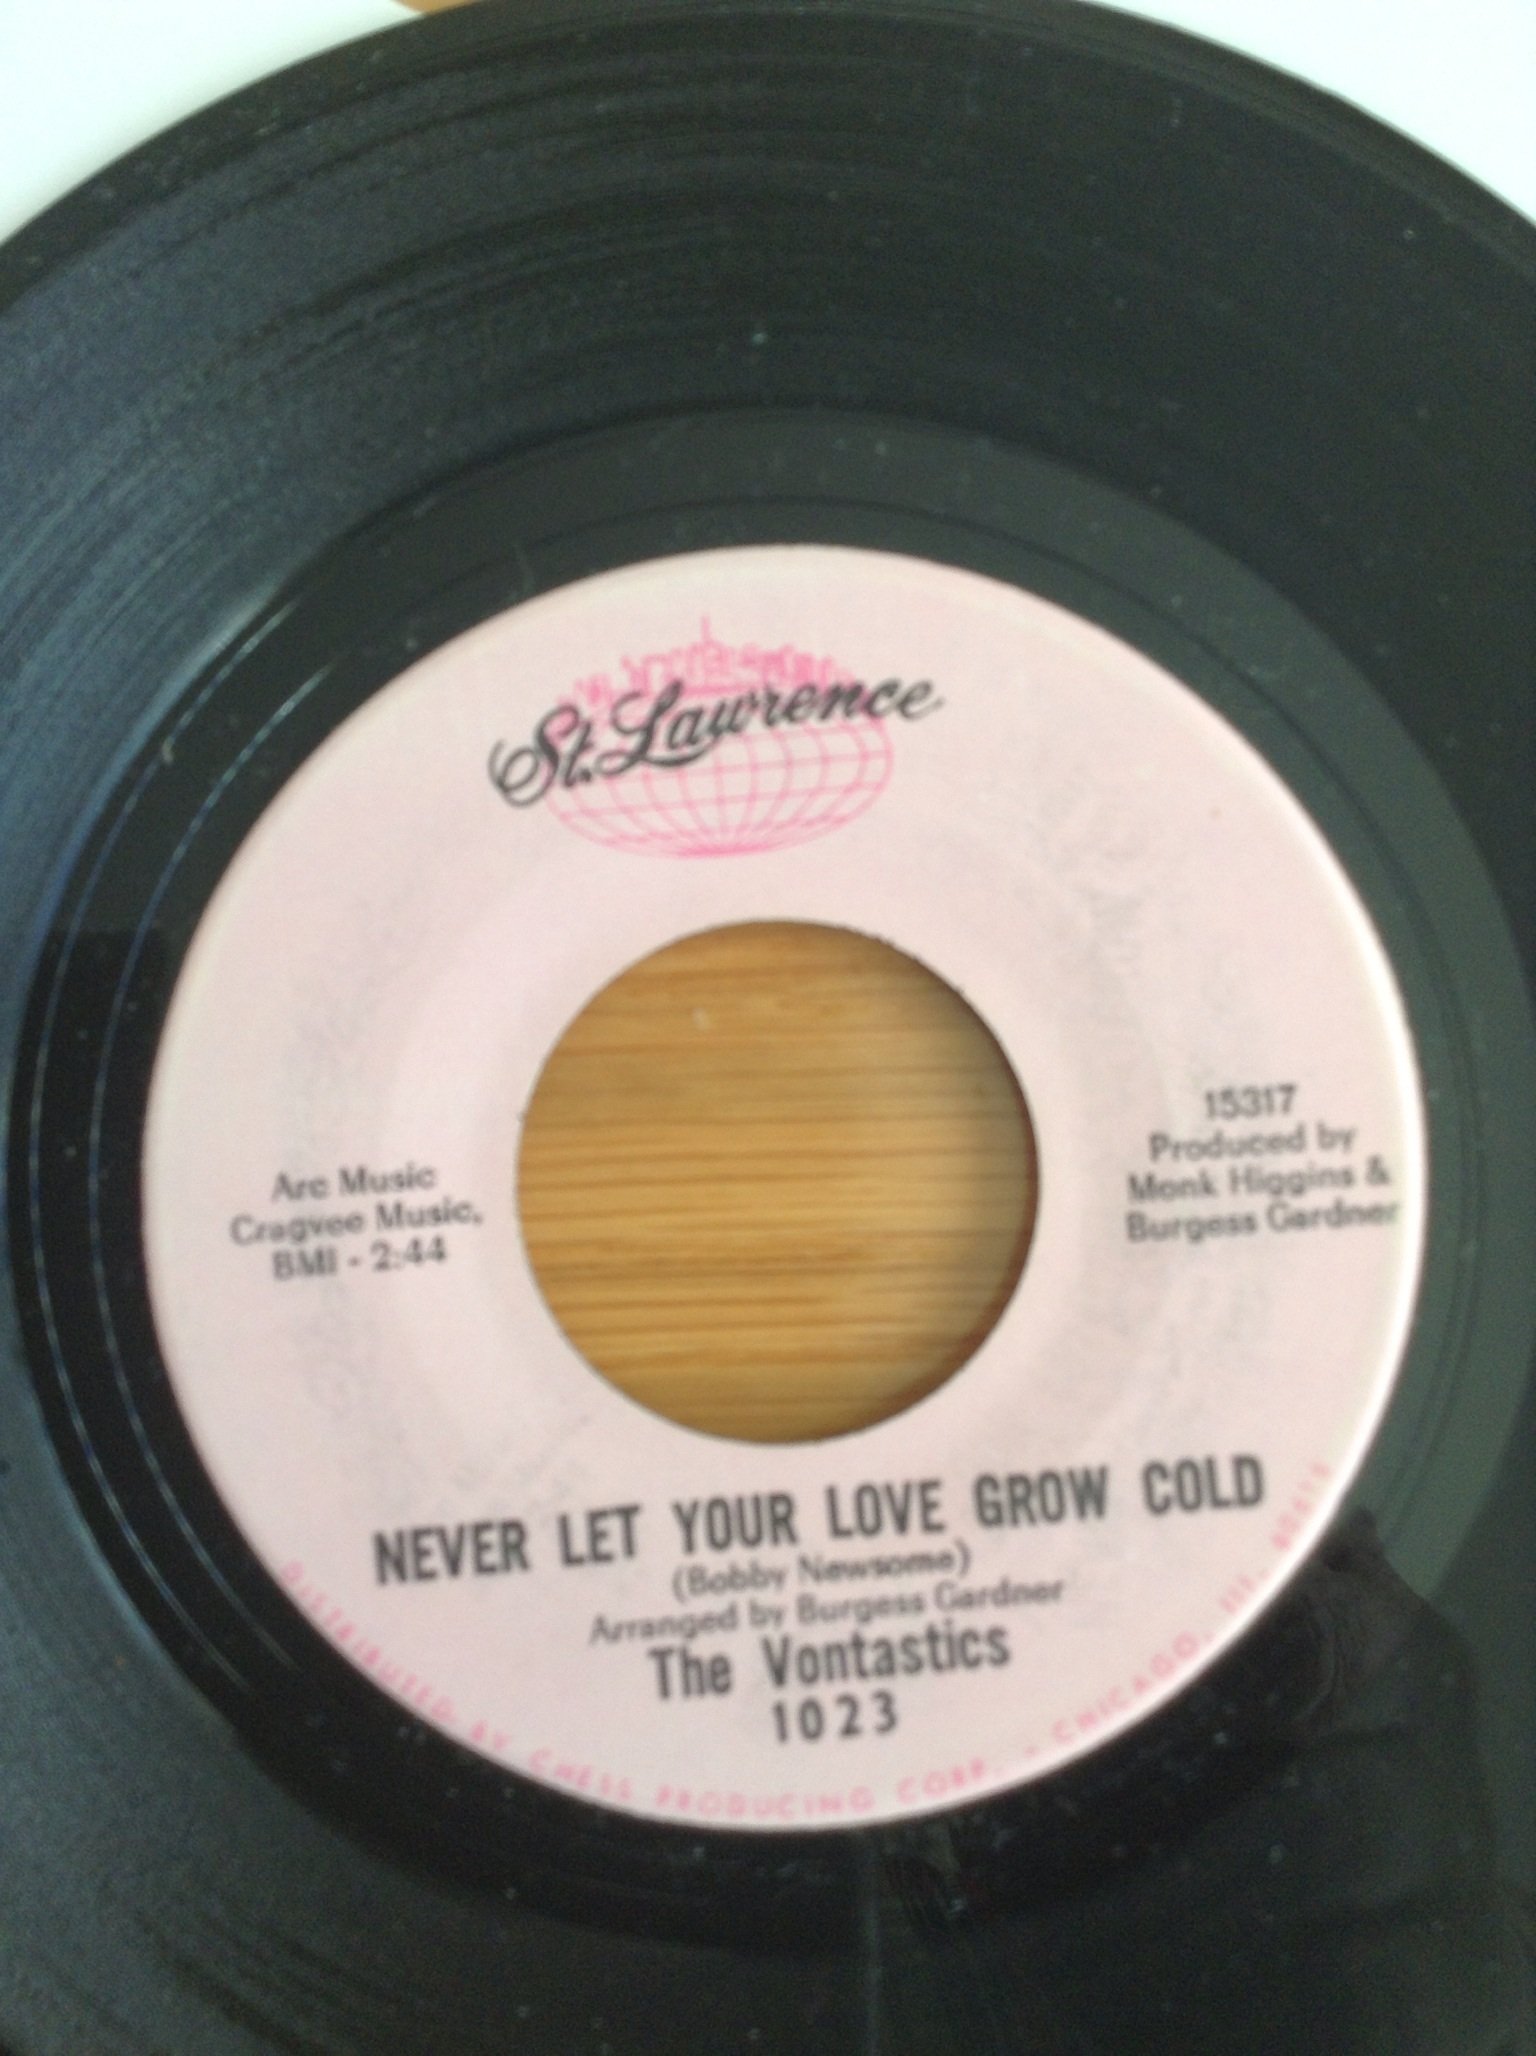 St. Lawrence
Arc Music
Cragvee Music,
BMI - 2:44
15317
Produced by
Monk Higgins &
Burgess Gardner
NEVER LET YOUR LOVE GROW COLD
(Bobby Newsome)
Arranged by Burgess Gardner
The Vontastics
1023
DISTRIBUTED BY CHESS PRODUCING CORP. - CHICAGO, ILL. 60616